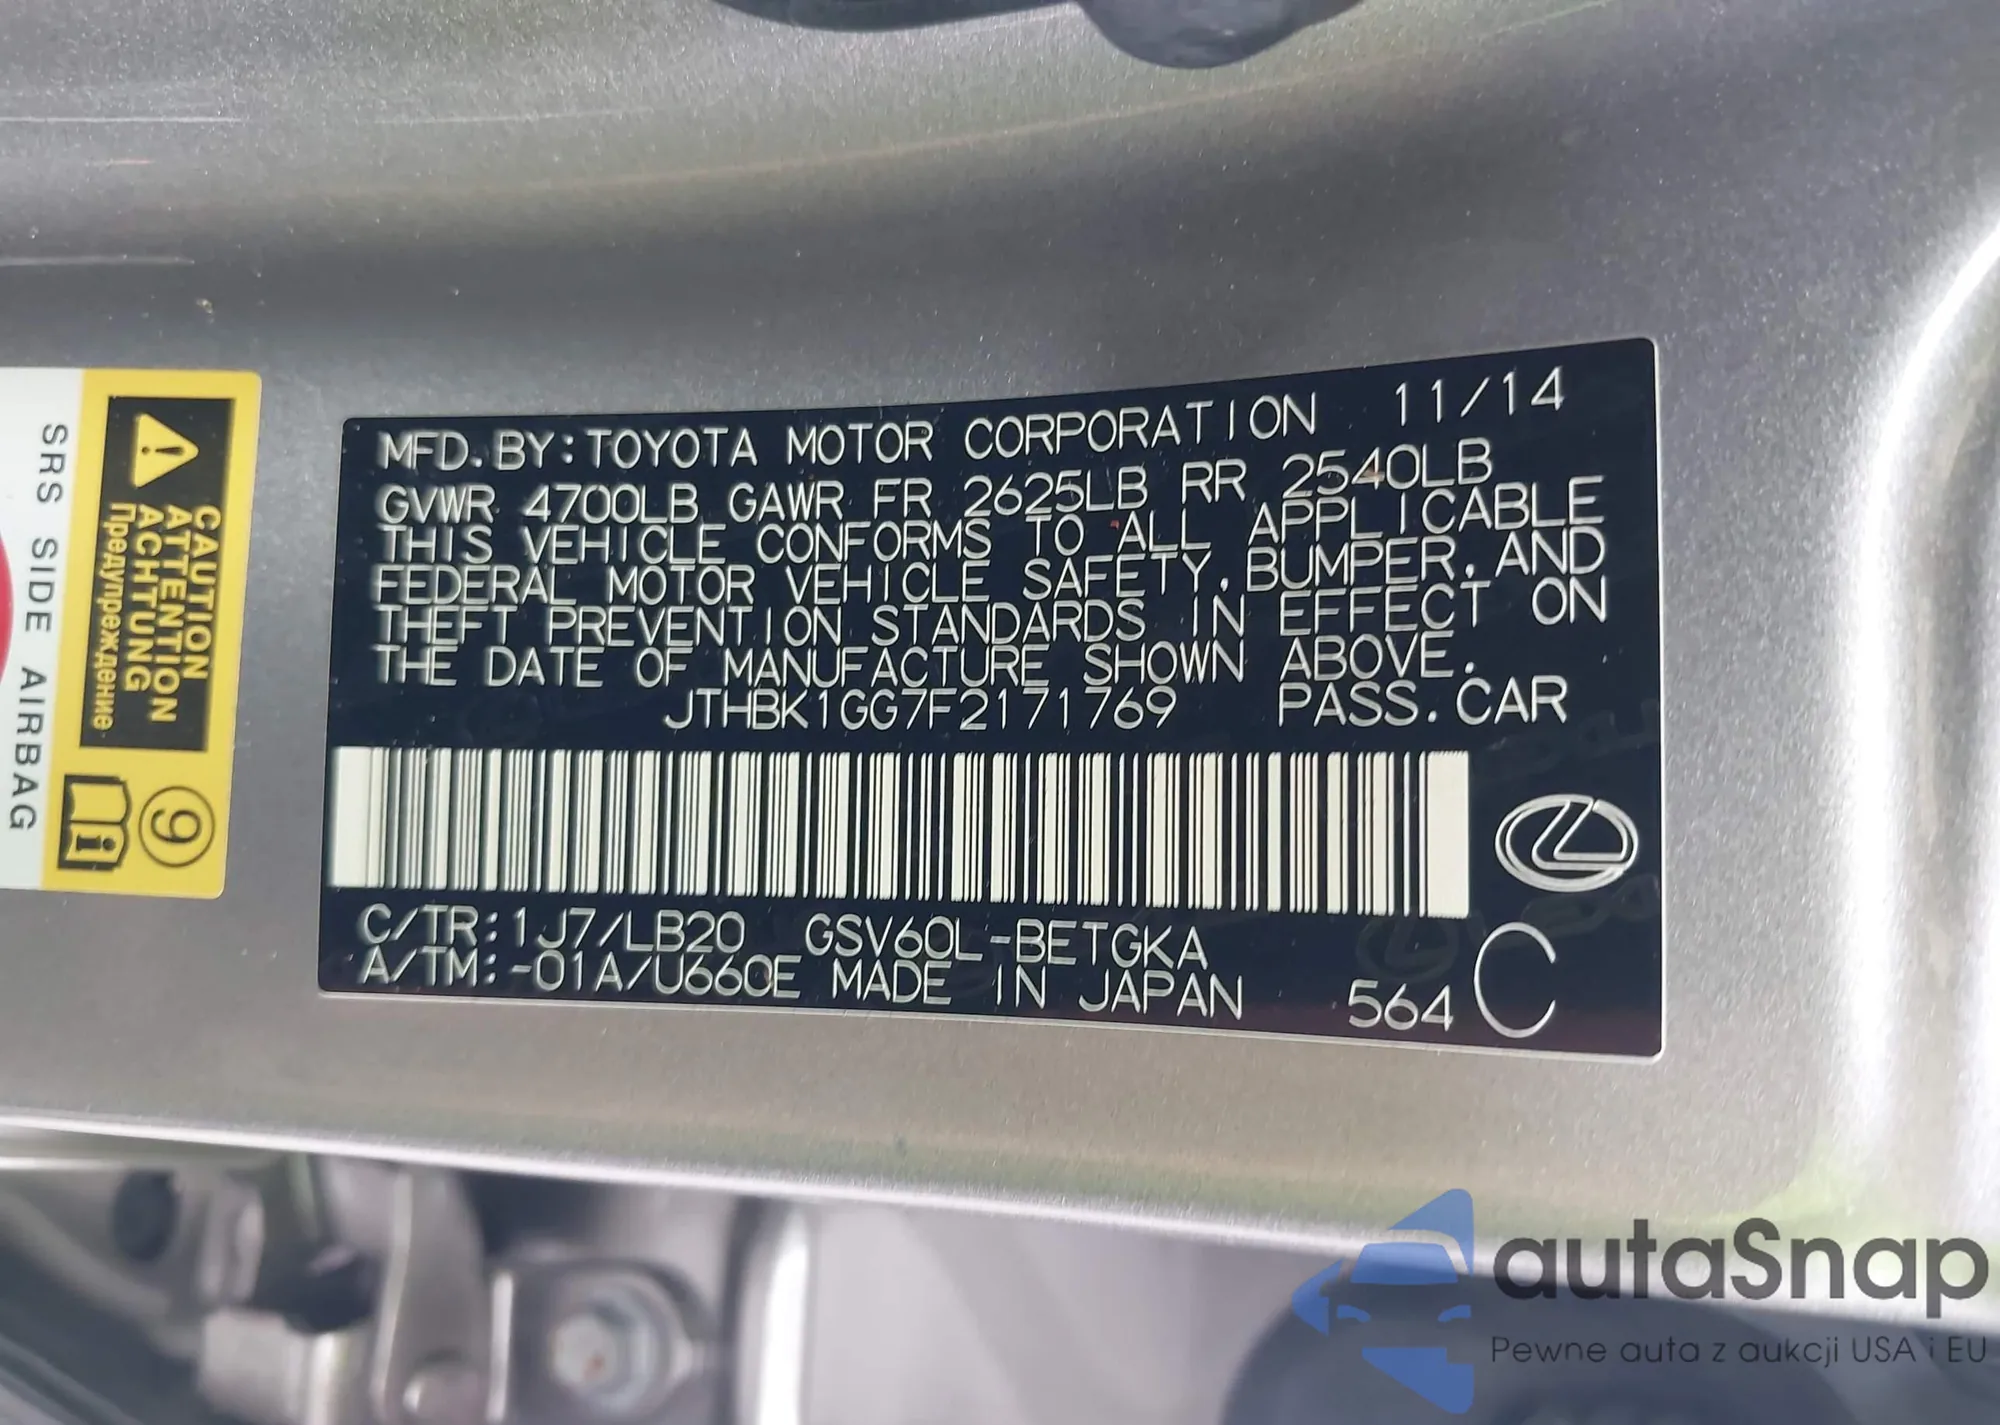 MFD. BY: TOYOTA MOTOR CORPORATION 11/14
GVWR 4700LB GAWR FR 2625LB RR 2540LB
THIS VEHICLE CONFORMS TO ALL APPLICABLE
FEDERAL MOTOR VEHICLE SAFETY, BUMPER, AND
THEFT PREVENTION STANDARDS IN EFFECT ON
THE DATE OF MANUFACTURE SHOWN ABOVE.
JTHBK1GG7F2171769 PASS. CAR
C/TR: 1J7/LB20 GSV60L-BETGKA
A/TM: -01A/U660E MADE IN JAPAN 564 C
CAUTION
ATTENTION
ACHTUNG
Предупреждение
9
SRS SIDE AIRBAG
autaSnap
Pewne auta z aukcji USA i EU